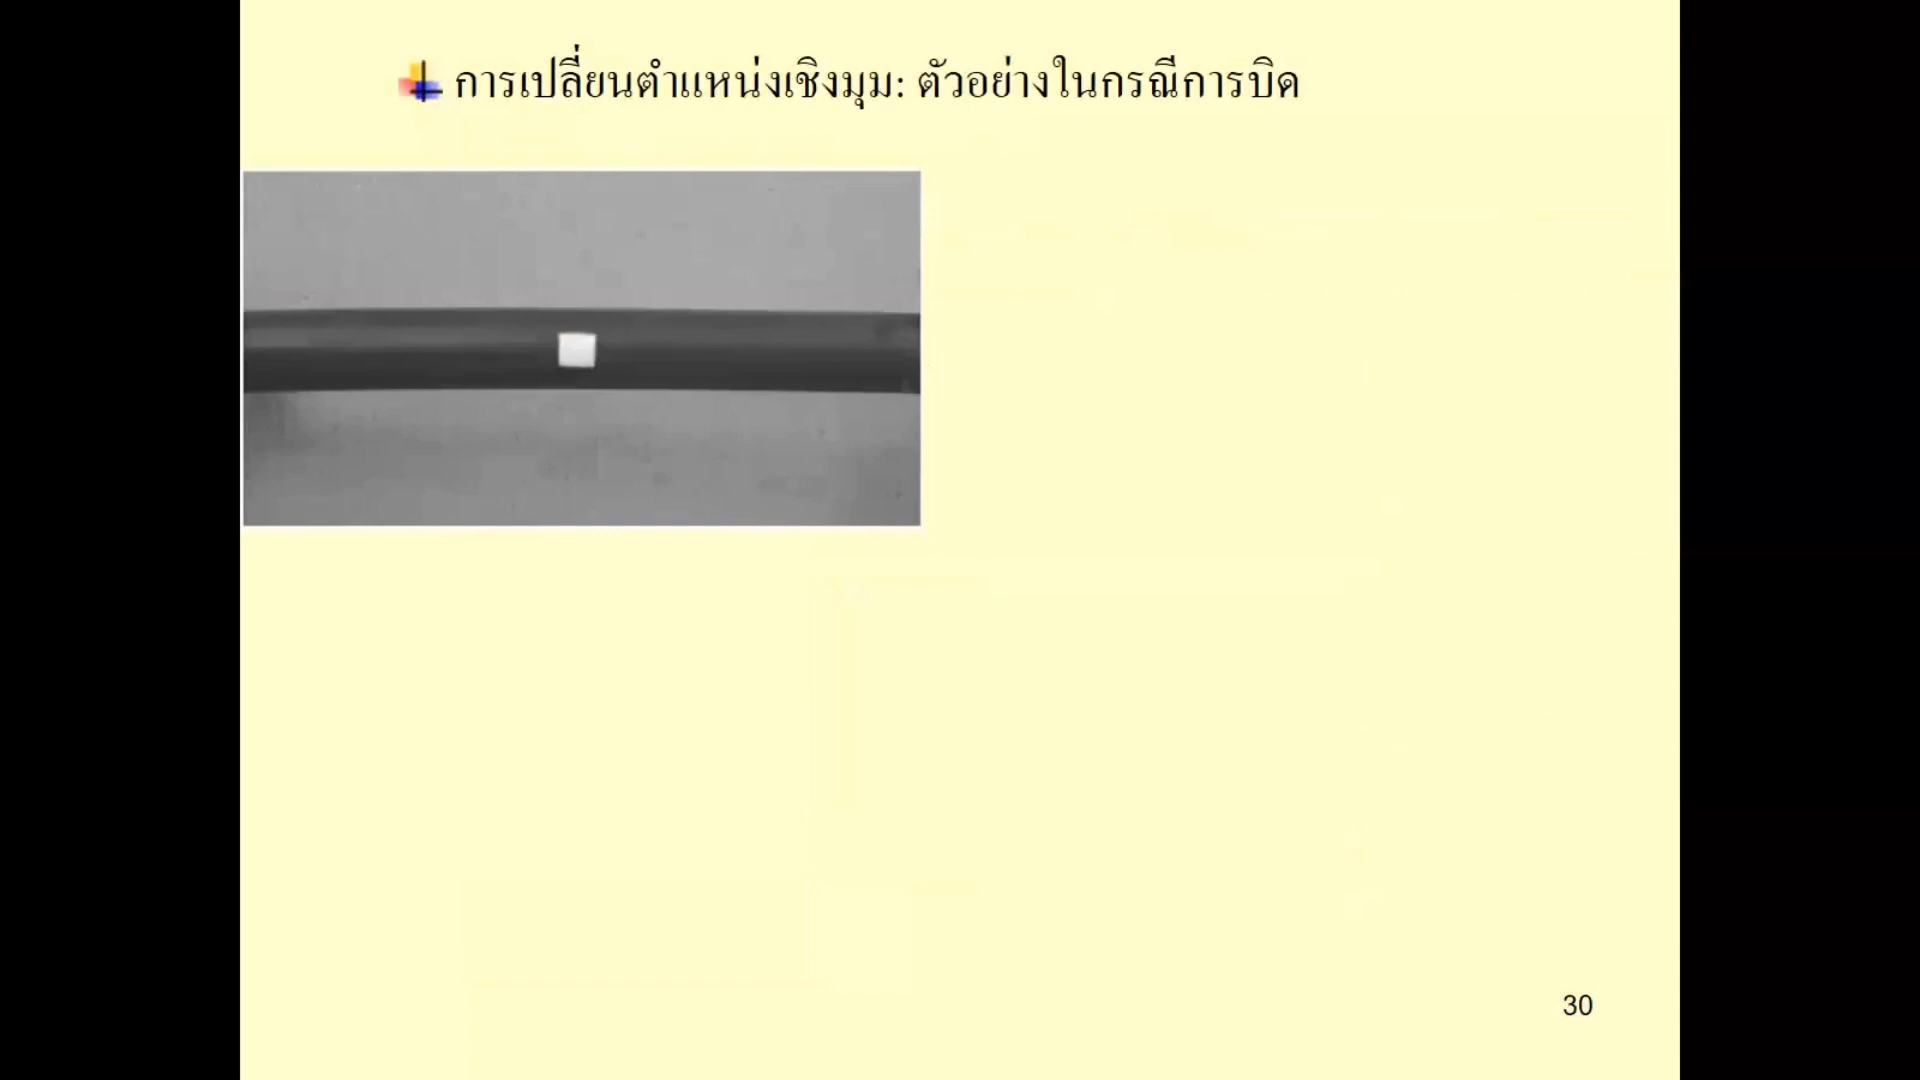 การเปลี่ยนตำแหน่งเชิงมุม: ตัวอย่างในกรณีการบิด
30